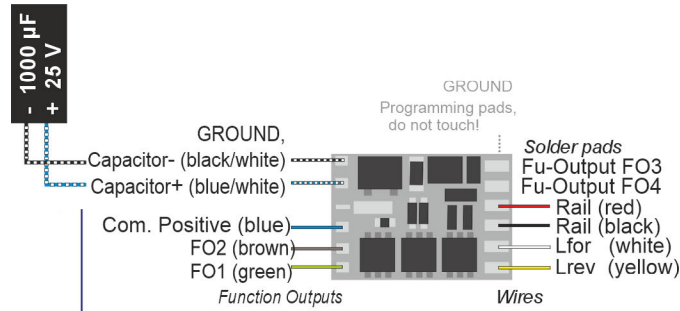 - 1000 µF
+ 25 V
GROUND
Programming pads,
do not touch!
GROUND,
Capacitor- (black/white)
Capacitor+ (blue/white)
Com. Positive (blue)
FO2 (brown)
FO1 (green)
Function Outputs
Solder pads
Fu-Output FO3
Fu-Output FO4
Rail (red)
Rail (black)
Lfor (white)
Lrev (yellow)
Wires